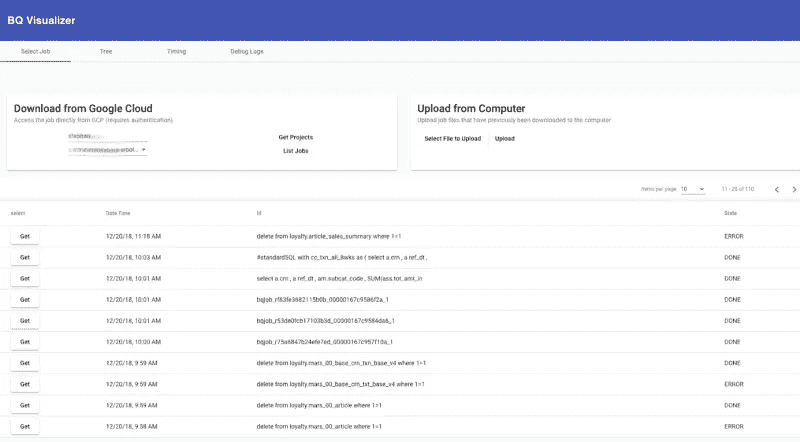 BQ Visualizer
Select Job Tree Timing Debug Logs
Download from Google Cloud
Access the job directly from GCP (requires authentication)
Get Projects
List Jobs
Upload from Computer
Upload job files that have previously been downloaded to the computer
Select File to Upload Upload
Items per page 10 11 - 20 of 110
select Date Time Id State
Get 12/20/18, 11:18 AM delete from loyalty.article_sales_summary where 1=1 ERROR
Get 12/20/18, 10:03 AM #standardSQL with cc_txn_all_8wks as ( select a.crn , a.ref_dt , DONE
Get 12/20/18, 10:01 AM select a.crn , a.ref_dt , am.subcat_code , SUM(ass.tot_amt_in DONE
Get 12/20/18, 10:01 AM DONE
Get 12/20/18, 10:01 AM DONE
Get 12/20/18, 10:00 AM DONE
Get 12/20/18, 9:59 AM delete from loyalty.mars_00_base_crn_txn_base_v4 where 1=1 DONE
Get 12/20/18, 9:59 AM delete from loyalty.mars_00_base_crn_txt_base_v4 where 1=1 ERROR
Get 12/20/18, 9:59 AM delete from loyalty.mars_00_article where 1=1 DONE
Get 12/20/18, 9:58 AM delete from loyalty.mars_00_article where 1=1 ERROR